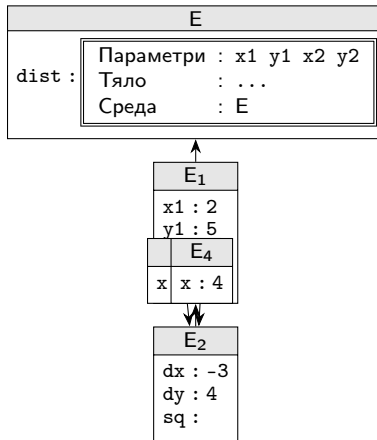 E
dist :
Параметри : x1 y1 x2 y2
Тяло : ...
Среда : E
E₁
x1 : 2
y1 : 5
E₄
x
x : 4
E₂
dx : -3
dy : 4
sq :